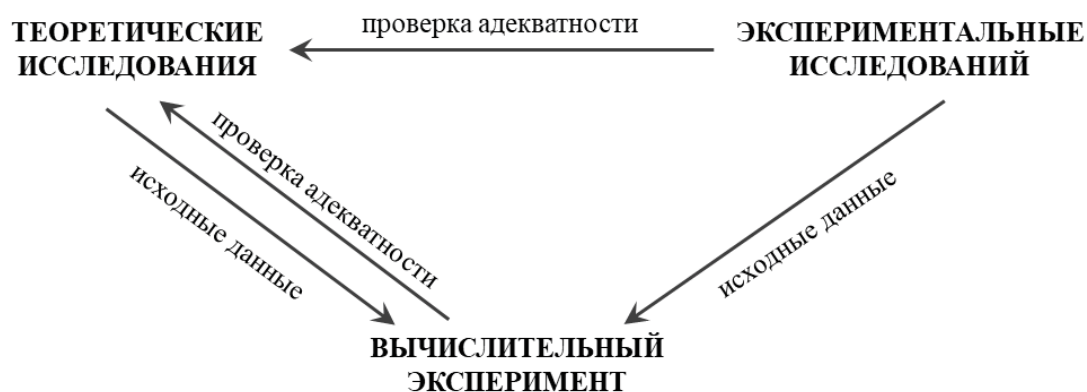 ТЕОРЕТИЧЕСКИЕ
ИССЛЕДОВАНИЯ
проверка адекватности
ЭКСПЕРИМЕНТАЛЬНЫЕ
ИССЛЕДОВАНИЙ
проверка адекватности
исходные данные
исходные данные
ВЫЧИСЛИТЕЛЬНЫЙ
ЭКСПЕРИМЕНТ